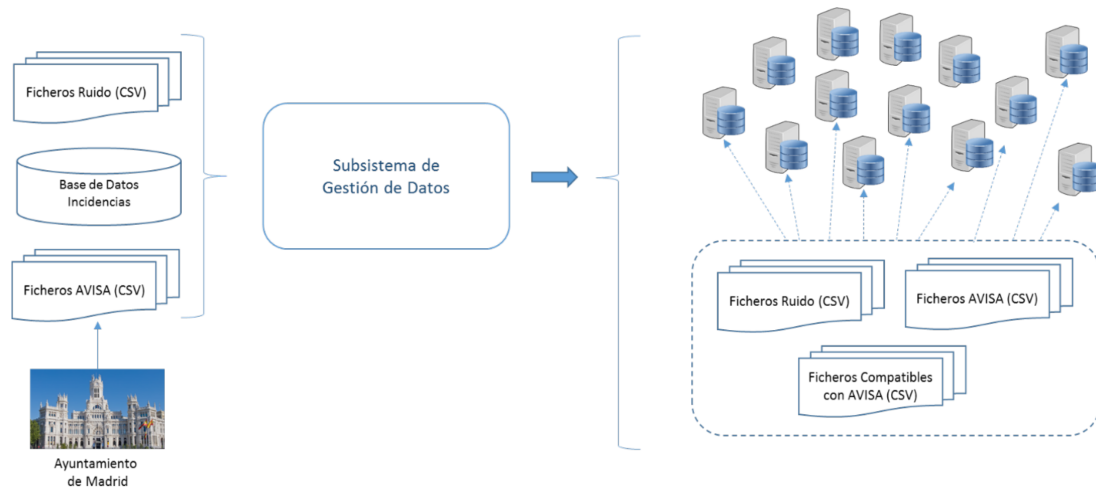 Ficheros Ruido (CSV)
Base de Datos
Incidencias
Ficheros AVISA (CSV)
Ayuntamiento
de Madrid
Subsistema de
Gestión de Datos
Ficheros Ruido (CSV)
Ficheros AVISA (CSV)
Ficheros Compatibles
con AVISA (CSV)